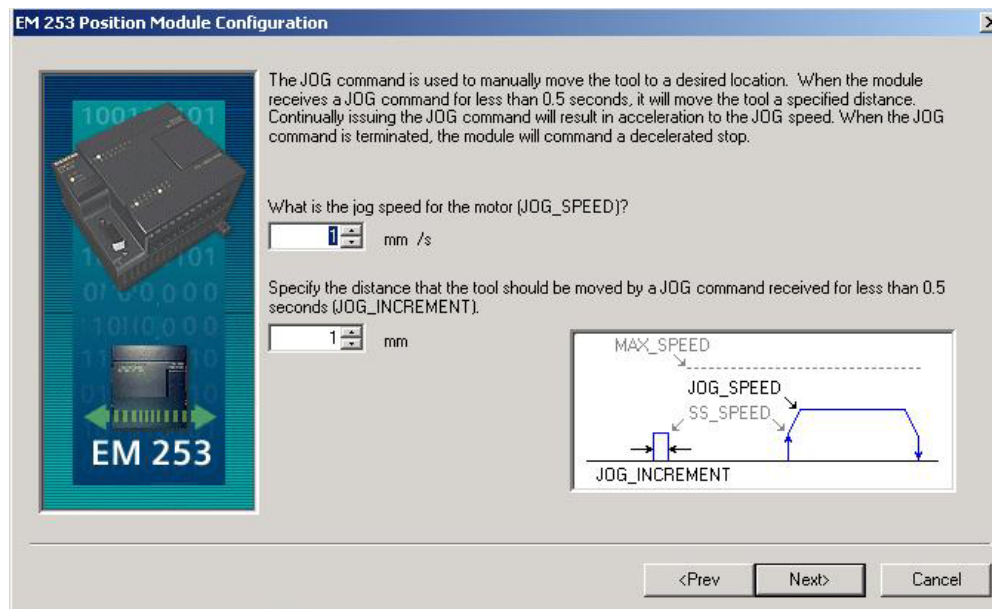 EM 253 Position Module Configuration
The JOG command is used to manually move the tool to a desired location. When the module
receives a JOG command for less than 0.5 seconds, it will move the tool a specified distance.
Continually issuing the JOG command will result in acceleration to the JOG speed. When the JOG
command is terminated, the module will command a decelerated stop.
What is the jog speed for the motor (JOG_SPEED)?
1 mm /s
Specify the distance that the tool should be moved by a JOG command received for less than 0.5
seconds (JOG_INCREMENT).
1 mm
MAX_SPEED
JOG_SPEED
SS_SPEED
JOG_INCREMENT
EM 253
<Prev Next> Cancel